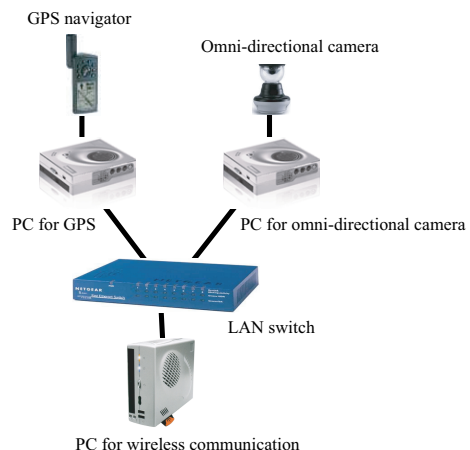 GPS navigator
Omni-directional camera
PC for GPS
PC for omni-directional camera
NETGEAR
LAN switch
PC for wireless communication